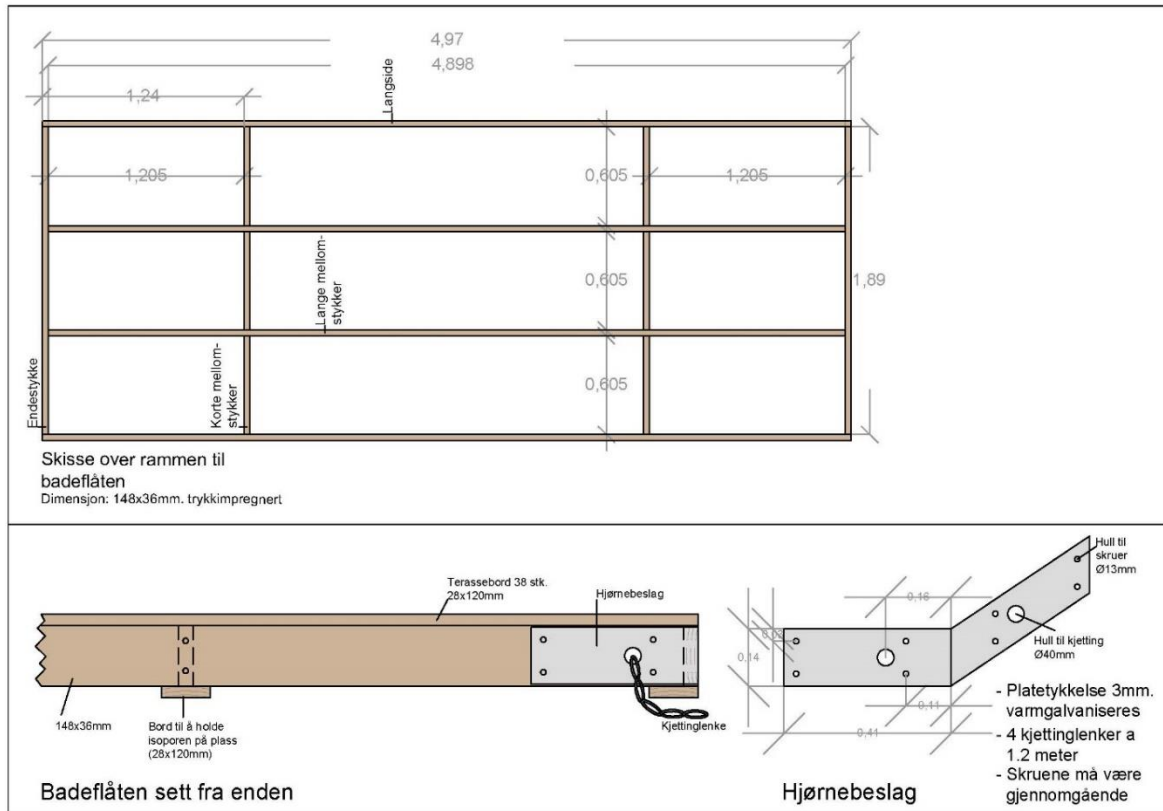 4,97
4,898
1,24
Langside
1,205
0,605
1,205
0,605
Lange mellom-
stykker
1,89
0,605
Endestykke
Korte mellom-
stykker
Skisse over rammen til
badeflåten
Dimensjon: 148x36mm. trykkimpregnert
Terassebord 38 stk.
28x120mm
Hjørnebeslag
148x36mm
Bord til å holde
isoporen på plass
(28x120mm)
Kjettinglenke
Badeflåten sett fra enden
Hull til
skruer
Ø13mm
0,16
0,03
0,14
Hull til kjetting
Ø40mm
0,11
0,41
- Platetykkelse 3mm.
varmgalvaniseres
- 4 kjettinglenker a
1.2 meter
- Skruene må være
gjennomgående
Hjørnebeslag